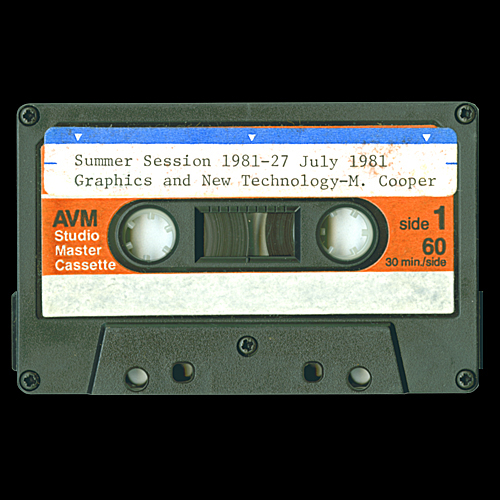 Summer Session 1981-27 July 1981
Graphics and New Technology-M. Cooper
AVM
Studio
Master
Cassette
side 1
60
30 min./side